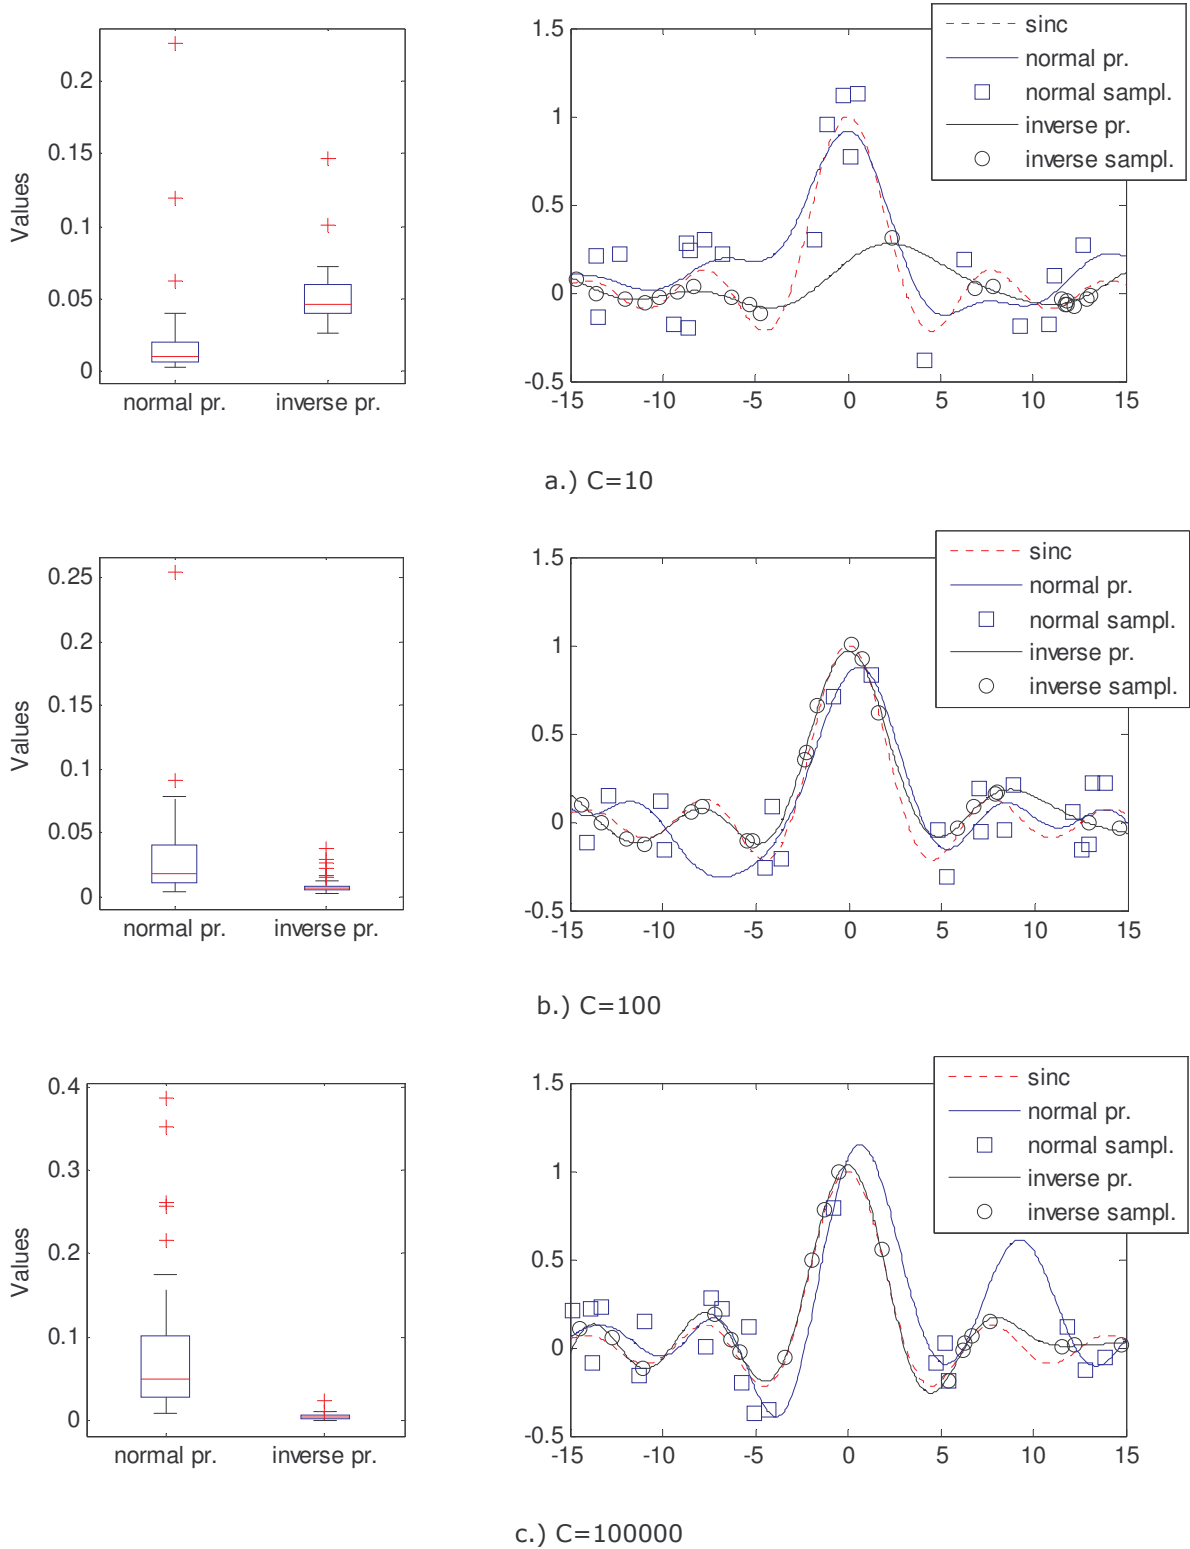 0.2
0.15
0.1
0.05
0
Values
normal pr.
inverse pr.
1.5
1
0.5
0
-0.5
-15
-10
-5
0
5
10
15
sinc
normal pr.
normal sampl.
inverse pr.
inverse sampl.
a.) C=10
0.25
0.2
0.15
0.1
0.05
0
Values
normal pr.
inverse pr.
1.5
1
0.5
0
-0.5
-15
-10
-5
0
5
10
15
sinc
normal pr.
normal sampl.
inverse pr.
inverse sampl.
b.) C=100
0.4
0.3
0.2
0.1
0
Values
normal pr.
inverse pr.
1.5
1
0.5
0
-0.5
-15
-10
-5
0
5
10
15
sinc
normal pr.
normal sampl.
inverse pr.
inverse sampl.
c.) C=100000